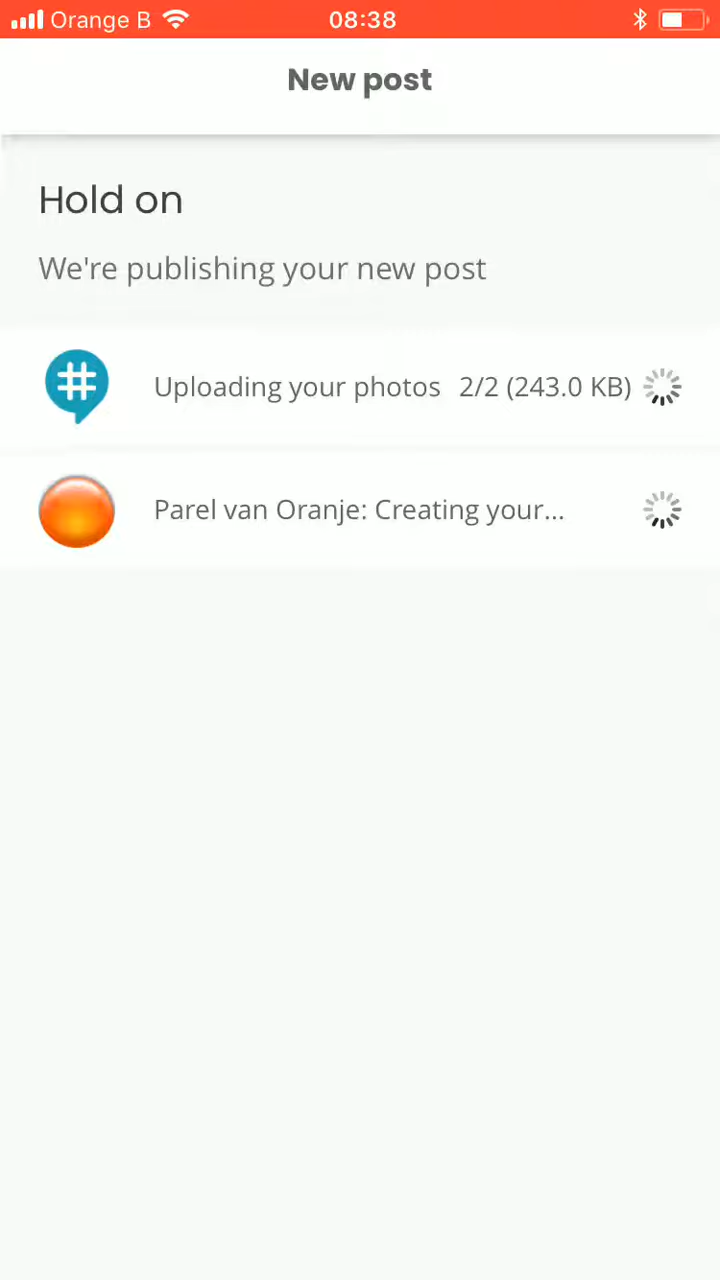 Orange B 08:38
New post
Hold on
We're publishing your new post
#
Uploading your photos 2/2 (243.0 KB)
Parel van Oranje: Creating your...